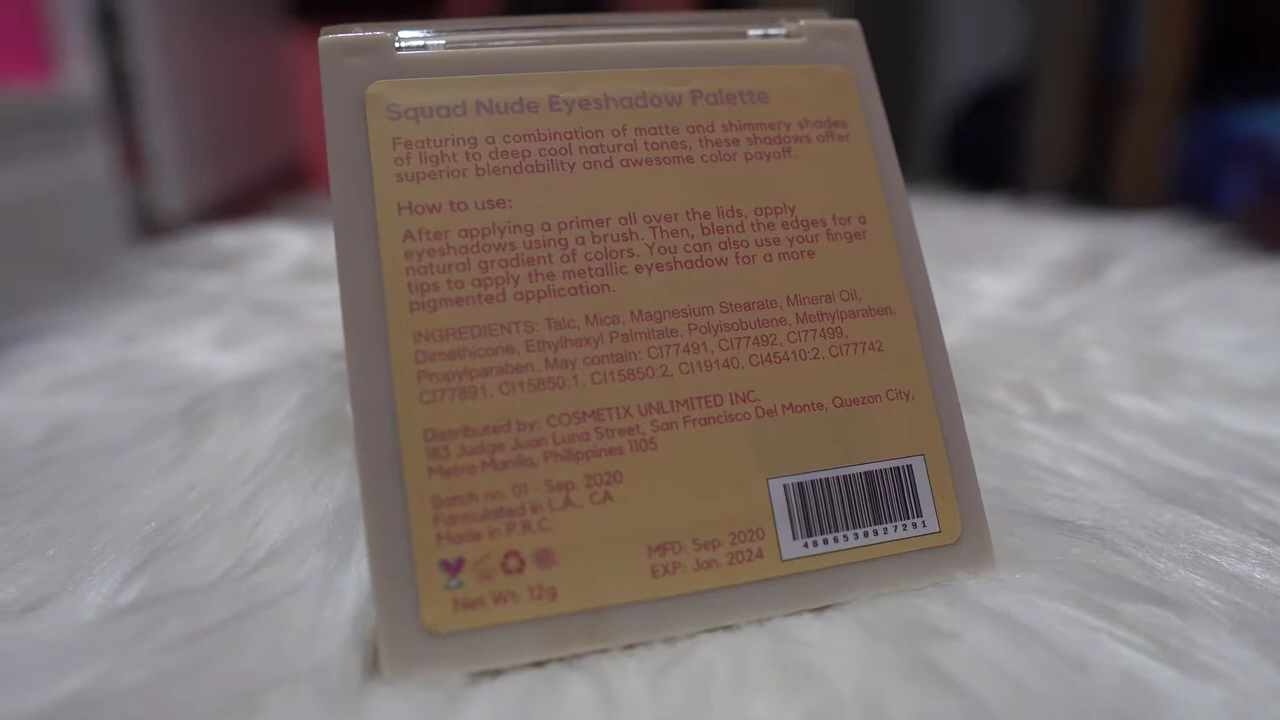 Squad Nude Eyeshadow Palette
Featuring a combination of matte and shimmery shades
of light to deep cool natural tones, these shadows offer
superior blendability and awesome color payoff.
How to use:
After applying a primer all over the lids, apply
eyeshadows using a brush. Then, blend the edges for a
natural gradient of colors. You can also use your finger
tips to apply the metallic eyeshadow for a more
pigmented application.
INGREDIENTS: Talc, Mica, Magnesium Stearate, Mineral Oil,
Dimethicone, Ethylhexyl Palmitate, Polyisobutene, Methylparaben,
Propylparaben. May contain: CI77491, CI77492, CI77499,
CI77891, CI15850:1, CI15850:2, CI19140, CI45410:2, CI77742
Distributed by: COSMETIX UNLIMITED INC.
183 Judge Juan Luna Street, San Francisco Del Monte, Quezon City,
Metro Manila, Philippines 1105
Batch no. 01 - Sep. 2020
Formulated in L.A., CA
Made in P.R.C.
MFD: Sep. 2020
EXP: Jan. 2024
4806530927291
Net Wt. 12g